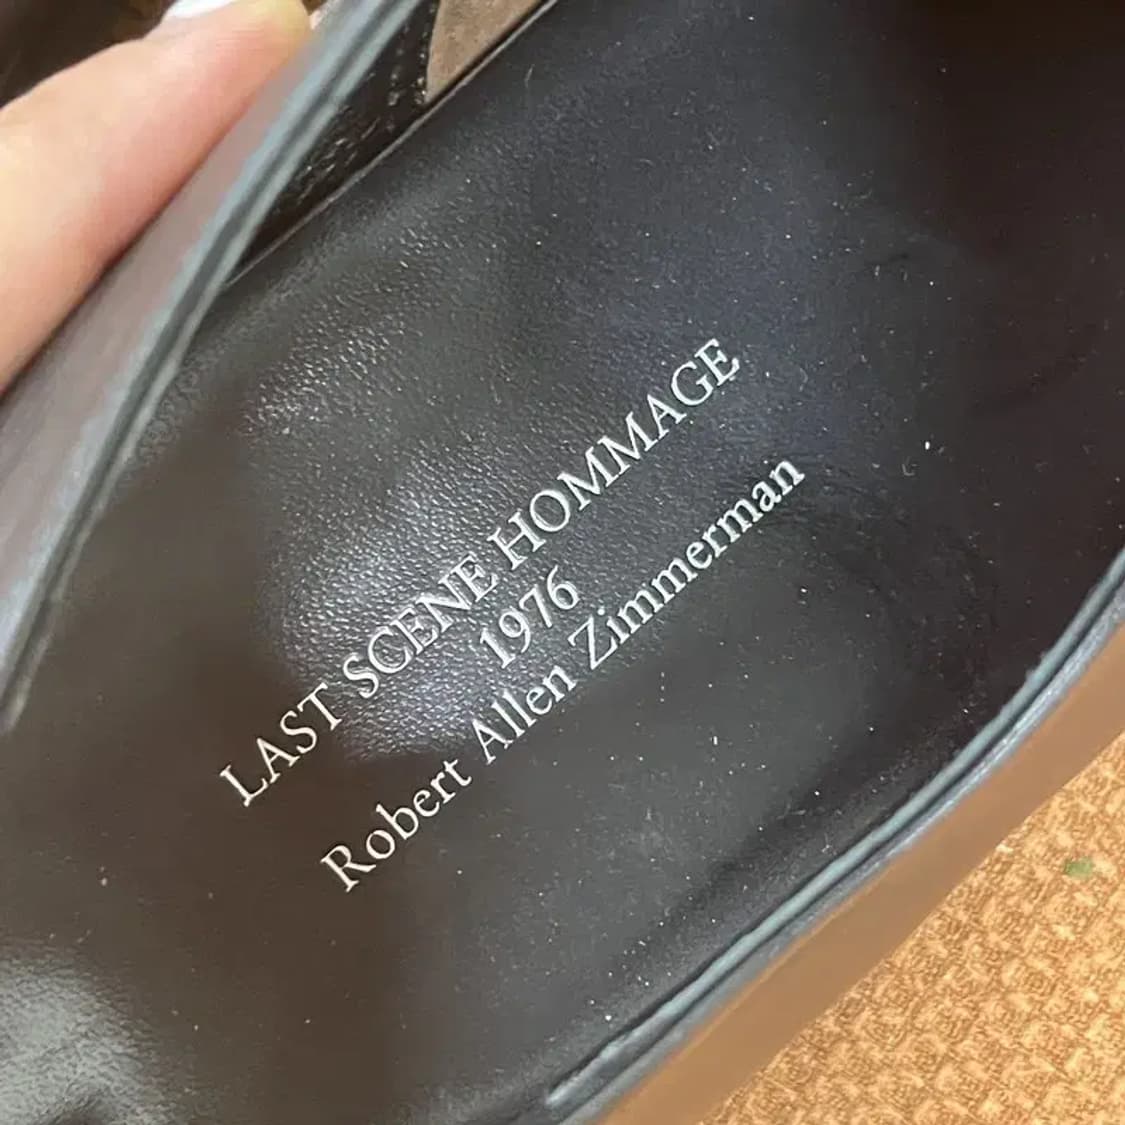 LAST SCENE HOMMAGE
1976
Robert Allen Zimmerman